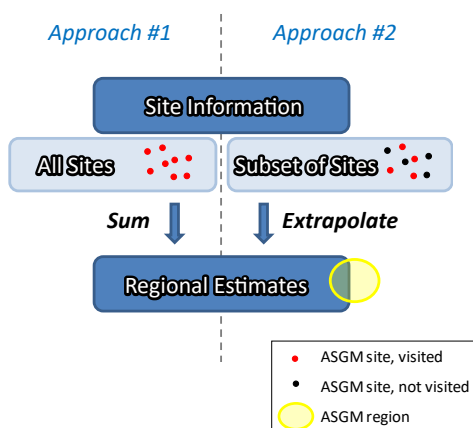 Approach #1
Approach #2
Site Information
All Sites
Subset of Sites
Sum
Extrapolate
Regional Estimates
ASGM site, visited
ASGM site, not visited
ASGM region